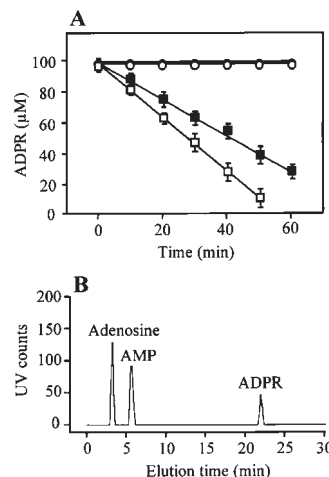 A
ADPR (µM)
100
80
60
40
20
0
0 20 40 60
Time (min)
B
UV counts
200
150
100
50
0
Adenosine
AMP
ADPR
0 5 10 15 20 25 30
Elution time (min)